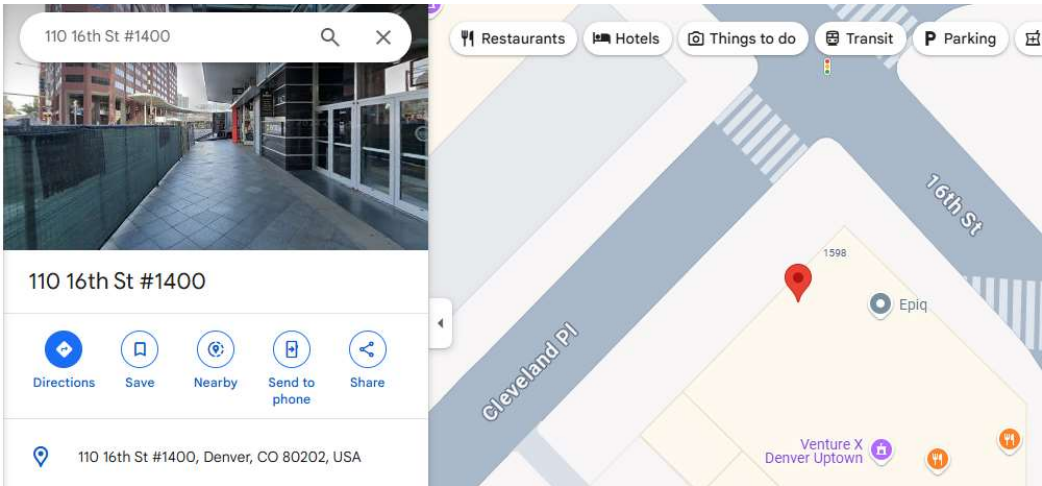 110 16th St #1400
Restaurants
Hotels
Things to do
Transit
Parking
110 16th St #1400
Directions
Save
Nearby
Send to
phone
Share
110 16th St #1400, Denver, CO 80202, USA
16th St
1598
Epiq
Cleveland Pl
Venture X
Denver Uptown